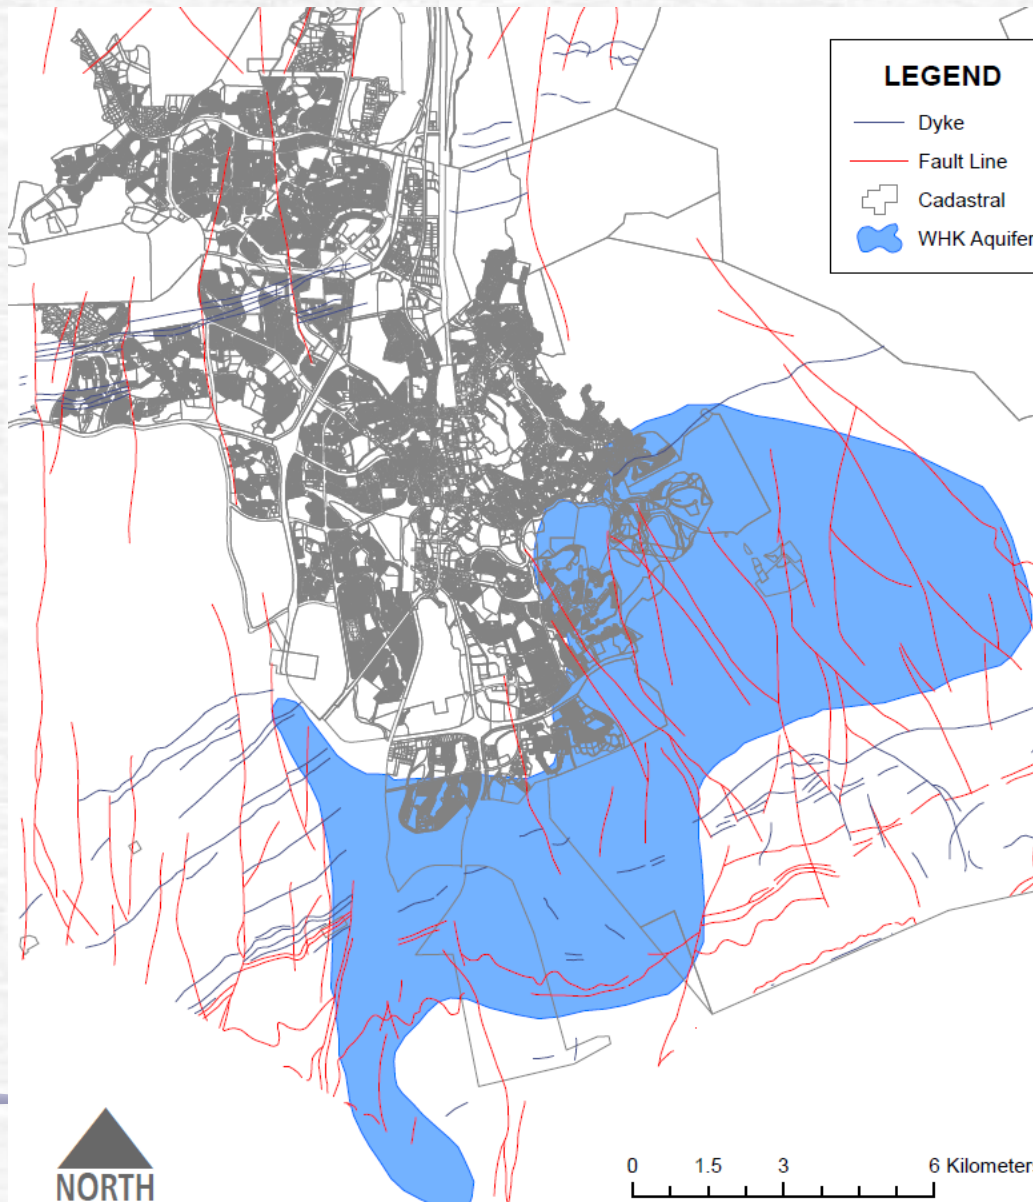 LEGEND
Dyke
Fault Line
Cadastral
WHK Aquifer
NORTH
0 1.5 3 6 Kilometer